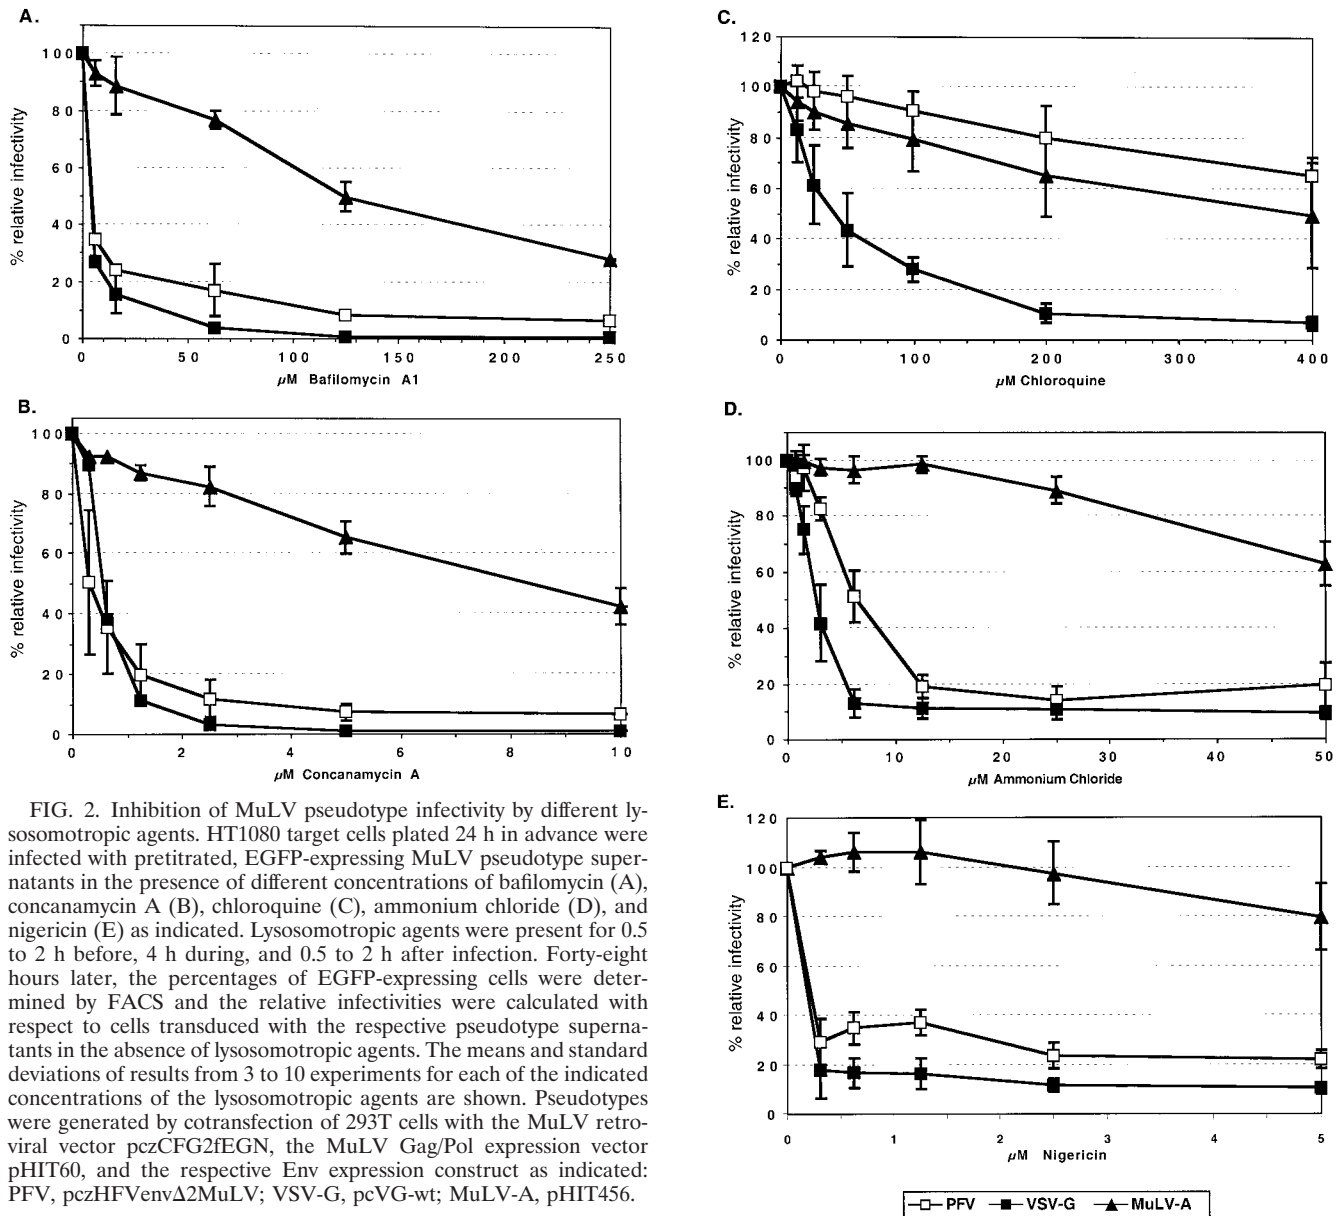 A.
% relative infectivity
100
80
60
40
20
0
0 50 100 150 200 250
µM Bafilomycin A1
B.
% relative infectivity
100
80
60
40
20
0
0 2 4 6 8 10
µM Concanamycin A
FIG. 2. Inhibition of MuLV pseudotype infectivity by different ly-
sosomotropic agents. HT1080 target cells plated 24 h in advance were
infected with pretitrated, EGFP-expressing MuLV pseudotype super-
natants in the presence of different concentrations of bafilomycin (A),
concanamycin A (B), chloroquine (C), ammonium chloride (D), and
nigericin (E) as indicated. Lysosomotropic agents were present for 0.5
to 2 h before, 4 h during, and 0.5 to 2 h after infection. Forty-eight
hours later, the percentages of EGFP-expressing cells were deter-
mined by FACS and the relative infectivities were calculated with
respect to cells transduced with the respective pseudotype superna-
tants in the absence of lysosomotropic agents. The means and standard
deviations of results from 3 to 10 experiments for each of the indicated
concentrations of the lysosomotropic agents are shown. Pseudotypes
were generated by cotransfection of 293T cells with the MuLV retro-
viral vector pczCFG2fEGN, the MuLV Gag/Pol expression vector
pHIT60, and the respective Env expression construct as indicated:
PFV, pczHFVenvΔ2MuLV; VSV-G, pcVG-wt; MuLV-A, pHIT456.
C.
% relative infectivity
120
100
80
60
40
20
0
0 100 200 300 400
µM Chloroquine
D.
% relative infectivity
100
80
60
40
20
0
0 10 20 30 40 50
µM Ammonium Chloride
E.
% relative infectivity
120
100
80
60
40
20
0
0 1 2 3 4 5
µM Nigericin
PFV VSV-G MuLV-A